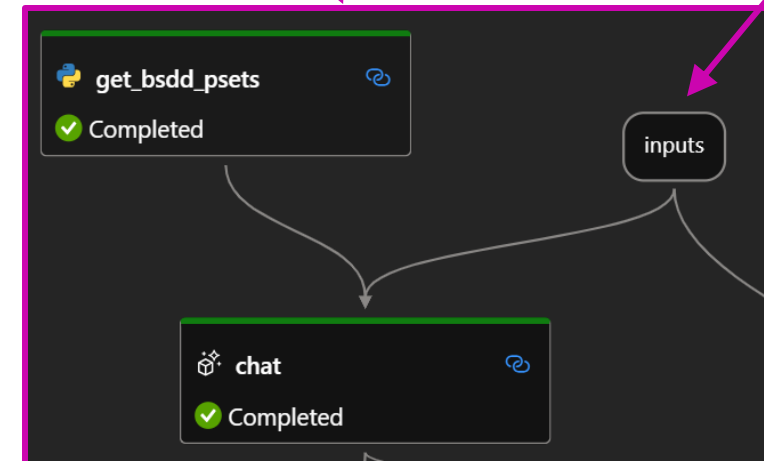 get_bsdd_psets
Completed
inputs
chat
Completed